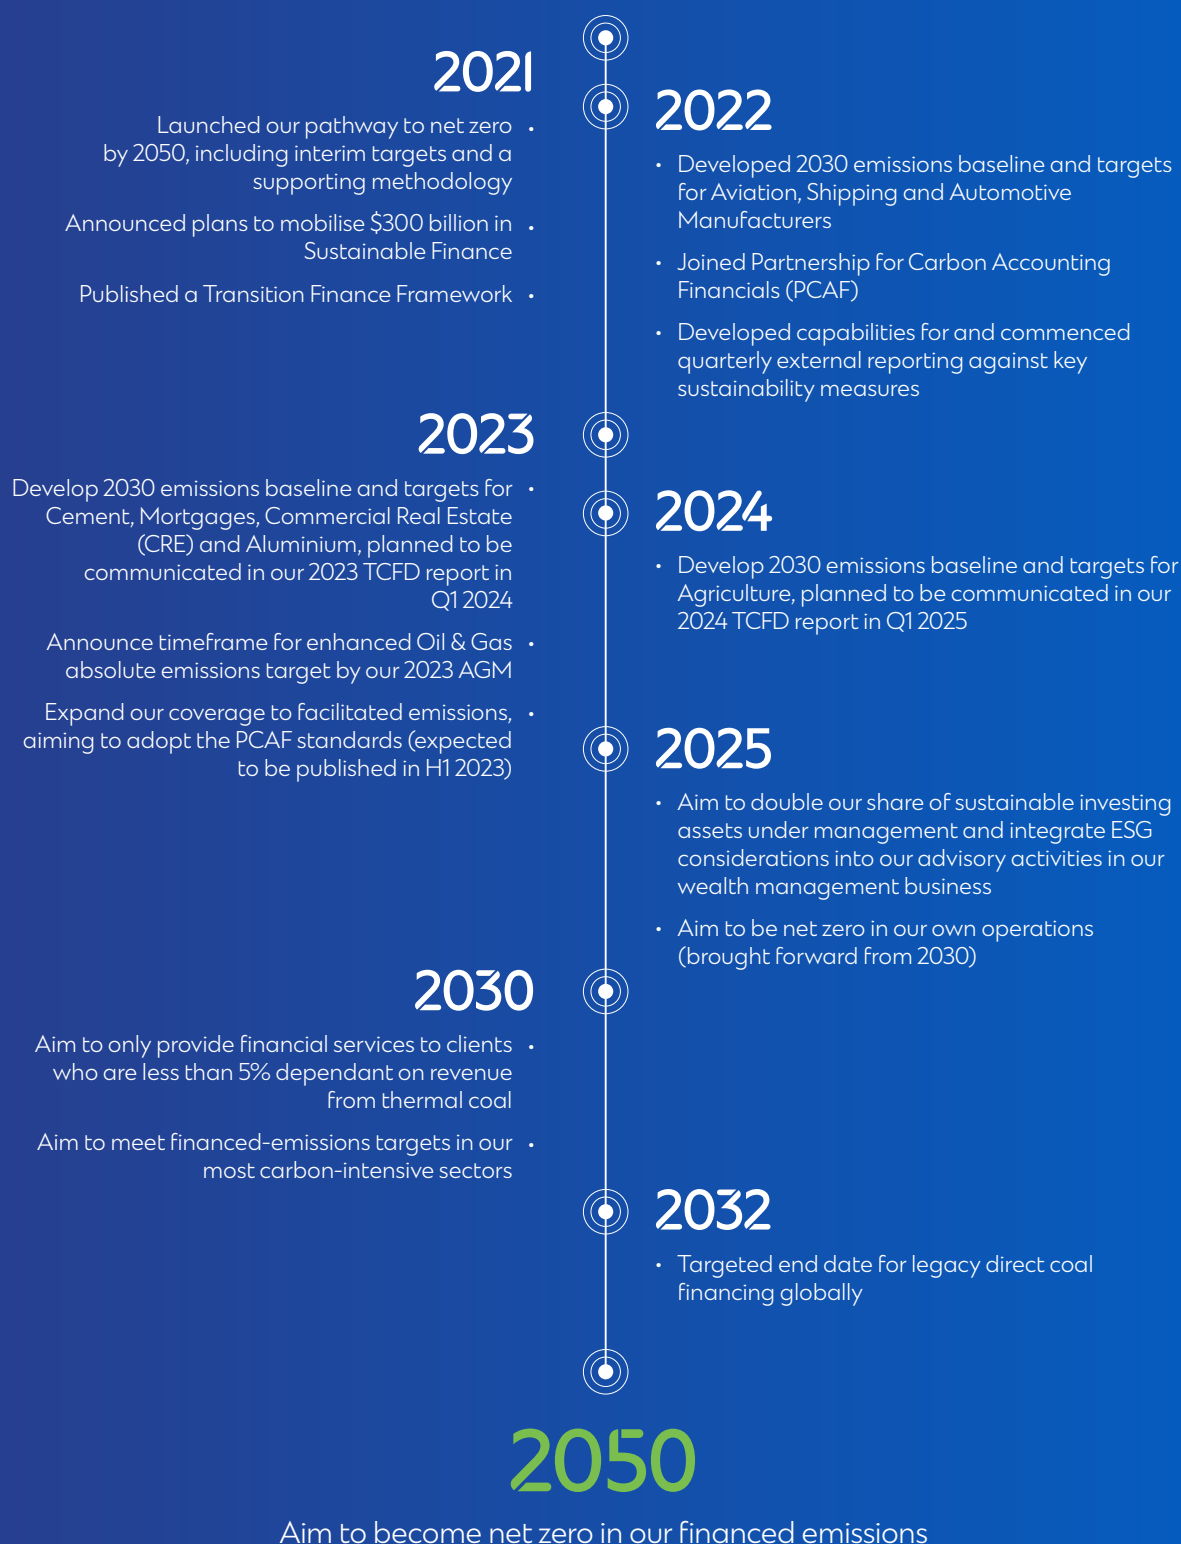 2021
Launched our pathway to net zero •
by 2050, including interim targets and a
supporting methodology
Announced plans to mobilise $300 billion in •
Sustainable Finance
Published a Transition Finance Framework •
2022
• Developed 2030 emissions baseline and targets
for Aviation, Shipping and Automotive
Manufacturers
• Joined Partnership for Carbon Accounting
Financials (PCAF)
• Developed capabilities for and commenced
quarterly external reporting against key
sustainability measures
2023
Develop 2030 emissions baseline and targets for •
Cement, Mortgages, Commercial Real Estate
(CRE) and Aluminium, planned to be
communicated in our 2023 TCFD report in
Q1 2024
Announce timeframe for enhanced Oil & Gas •
absolute emissions target by our 2023 AGM
Expand our coverage to facilitated emissions, •
aiming to adopt the PCAF standards (expected
to be published in H1 2023)
2024
• Develop 2030 emissions baseline and targets for
Agriculture, planned to be communicated in our
2024 TCFD report in Q1 2025
2025
• Aim to double our share of sustainable investing
assets under management and integrate ESG
considerations into our advisory activities in our
wealth management business
• Aim to be net zero in our own operations
(brought forward from 2030)
2030
Aim to only provide financial services to clients •
who are less than 5% dependant on revenue
from thermal coal
Aim to meet financed-emissions targets in our •
most carbon-intensive sectors
2032
• Targeted end date for legacy direct coal
financing globally
2050
Aim to become net zero in our financed emissions